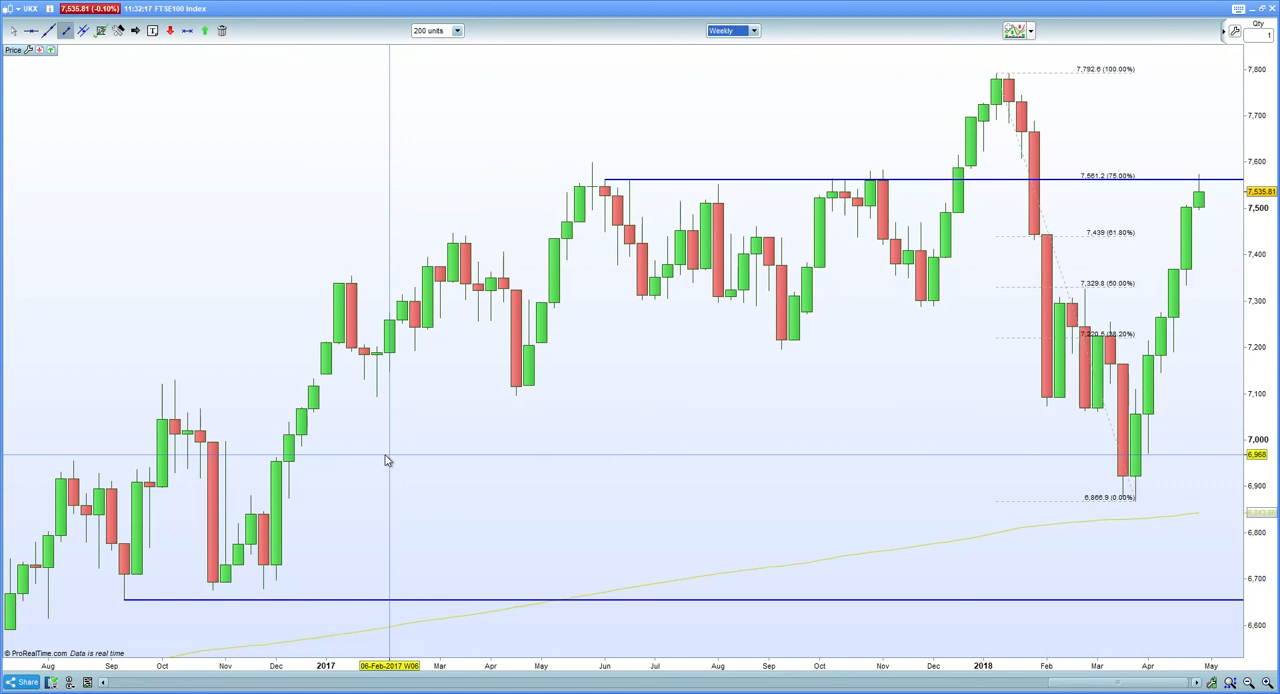 UKX 7,535.81 (-0.10%) 11:32:17 FTSE100 Index
200 units
Weekly
Qty
1
Price
7,800
7,792.6 (100.00%)
7,700
7,600
7,561.2 (75.00%)
7,535.81
7,500
7,439 (61.80%)
7,400
7,329.8 (50.00%)
7,300
7,220.5 (38.20%)
7,200
7,100
7,000
6,968
6,900
6,866.9 (0.00%)
6,800
6,700
6,600
© ProRealTime.com Data is real time
Aug Sep Oct Nov Dec 2017 06-Feb-2017 W06 Mar Apr May Jun Jul Aug Sep Oct Nov Dec 2018 Feb Mar Apr May
Share